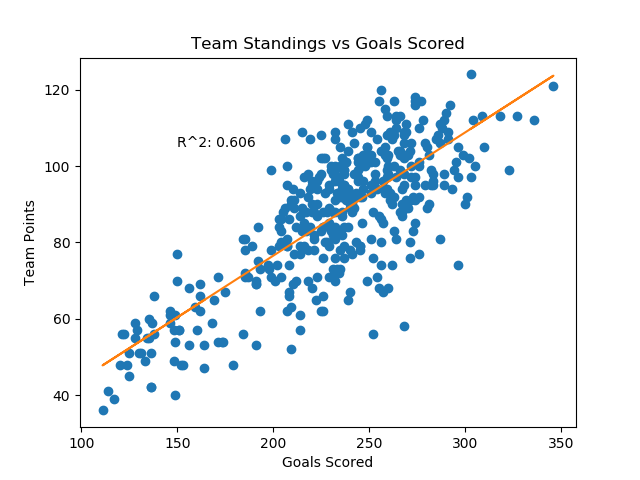 Team Standings vs Goals Scored
R^2: 0.606
Team Points
120
100
80
60
40
100 150 200 250 300 350
Goals Scored